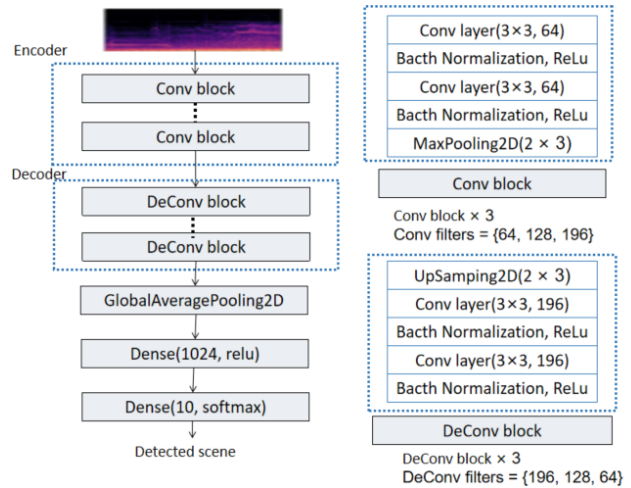 Encoder
Conv block
Conv block
Decoder
DeConv block
DeConv block
GlobalAveragePooling2D
Dense(1024, relu)
Dense(10, softmax)
Detected scene
Conv layer(3×3, 64)
Bacth Normalization, ReLu
Conv layer(3×3, 64)
Bacth Normalization, ReLu
MaxPooling2D(2 × 3)
Conv block
Conv block × 3
Conv filters = {64, 128, 196}
UpSamping2D(2 × 3)
Conv layer(3×3, 196)
Bacth Normalization, ReLu
Conv layer(3×3, 196)
Bacth Normalization, ReLu
DeConv block
DeConv block × 3
DeConv filters = {196, 128, 64}